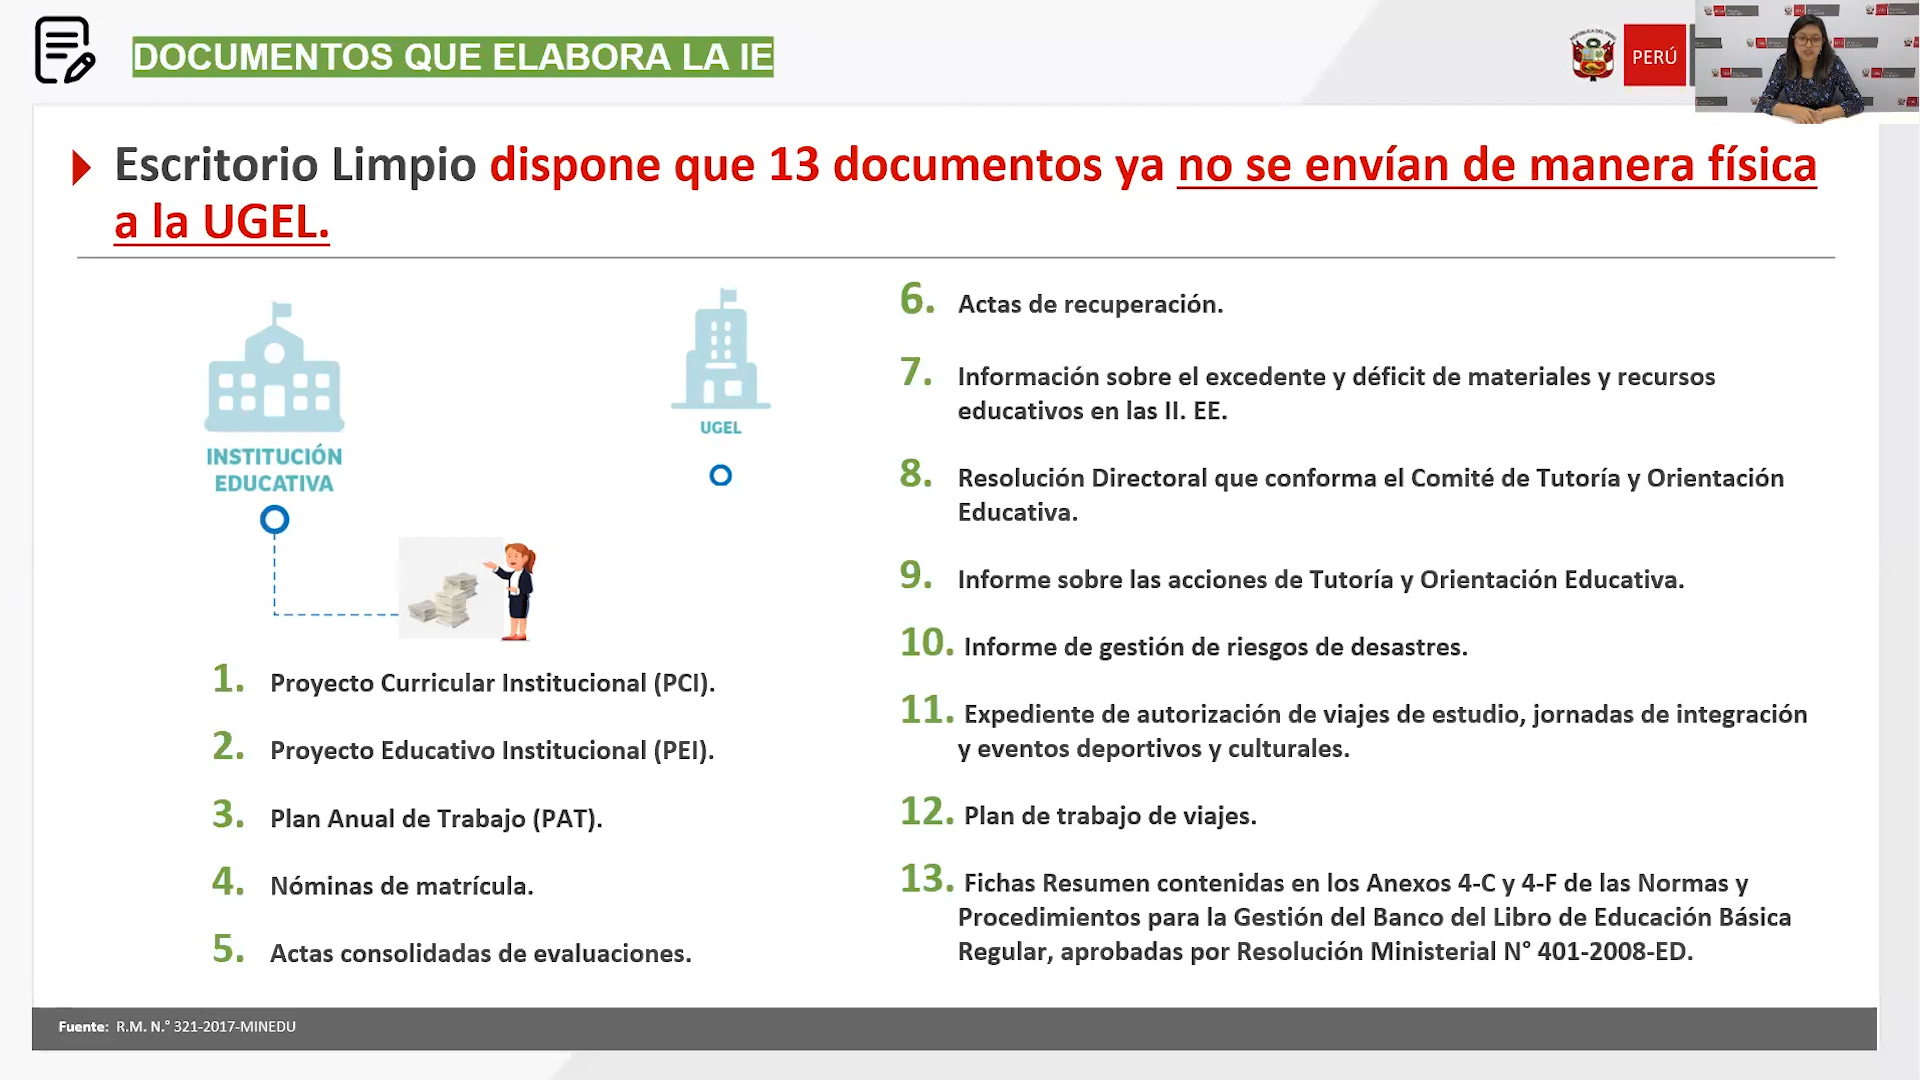 DOCUMENTOS QUE ELABORA LA IE
PERÚ
Escritorio Limpio dispone que 13 documentos ya no se envían de manera física
a la UGEL.
INSTITUCIÓN
EDUCATIVA
UGEL
1. Proyecto Curricular Institucional (PCI).
2. Proyecto Educativo Institucional (PEI).
3. Plan Anual de Trabajo (PAT).
4. Nóminas de matrícula.
5. Actas consolidadas de evaluaciones.
6. Actas de recuperación.
7. Información sobre el excedente y déficit de materiales y recursos
educativos en las II. EE.
8. Resolución Directoral que conforma el Comité de Tutoría y Orientación
Educativa.
9. Informe sobre las acciones de Tutoría y Orientación Educativa.
10. Informe de gestión de riesgos de desastres.
11. Expediente de autorización de viajes de estudio, jornadas de integración
y eventos deportivos y culturales.
12. Plan de trabajo de viajes.
13. Fichas Resumen contenidas en los Anexos 4-C y 4-F de las Normas y
Procedimientos para la Gestión del Banco del Libro de Educación Básica
Regular, aprobadas por Resolución Ministerial N° 401-2008-ED.
Fuente: R.M. N.° 321-2017-MINEDU